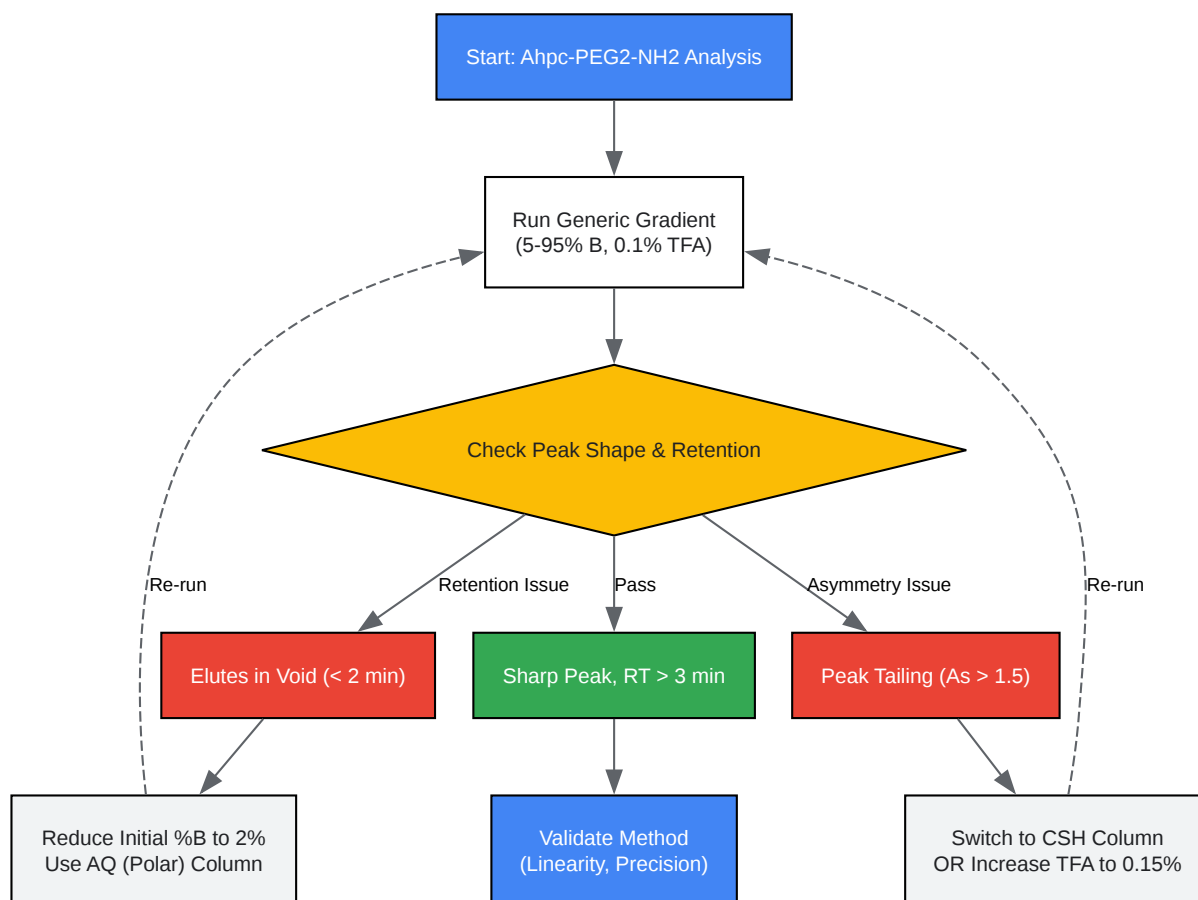 Start: Ahpc-PEG2-NH2 Analysis
Run Generic Gradient
(5-95% B, 0.1% TFA)
Check Peak Shape & Retention
Re-run
Retention Issue
Pass
Asymmetry Issue
Re-run
Elutes in Void (< 2 min)
Sharp Peak, RT > 3 min
Peak Tailing (As > 1.5)
Reduce Initial %B to 2%
Use AQ (Polar) Column
Validate Method
(Linearity, Precision)
Switch to CSH Column
OR Increase TFA to 0.15%